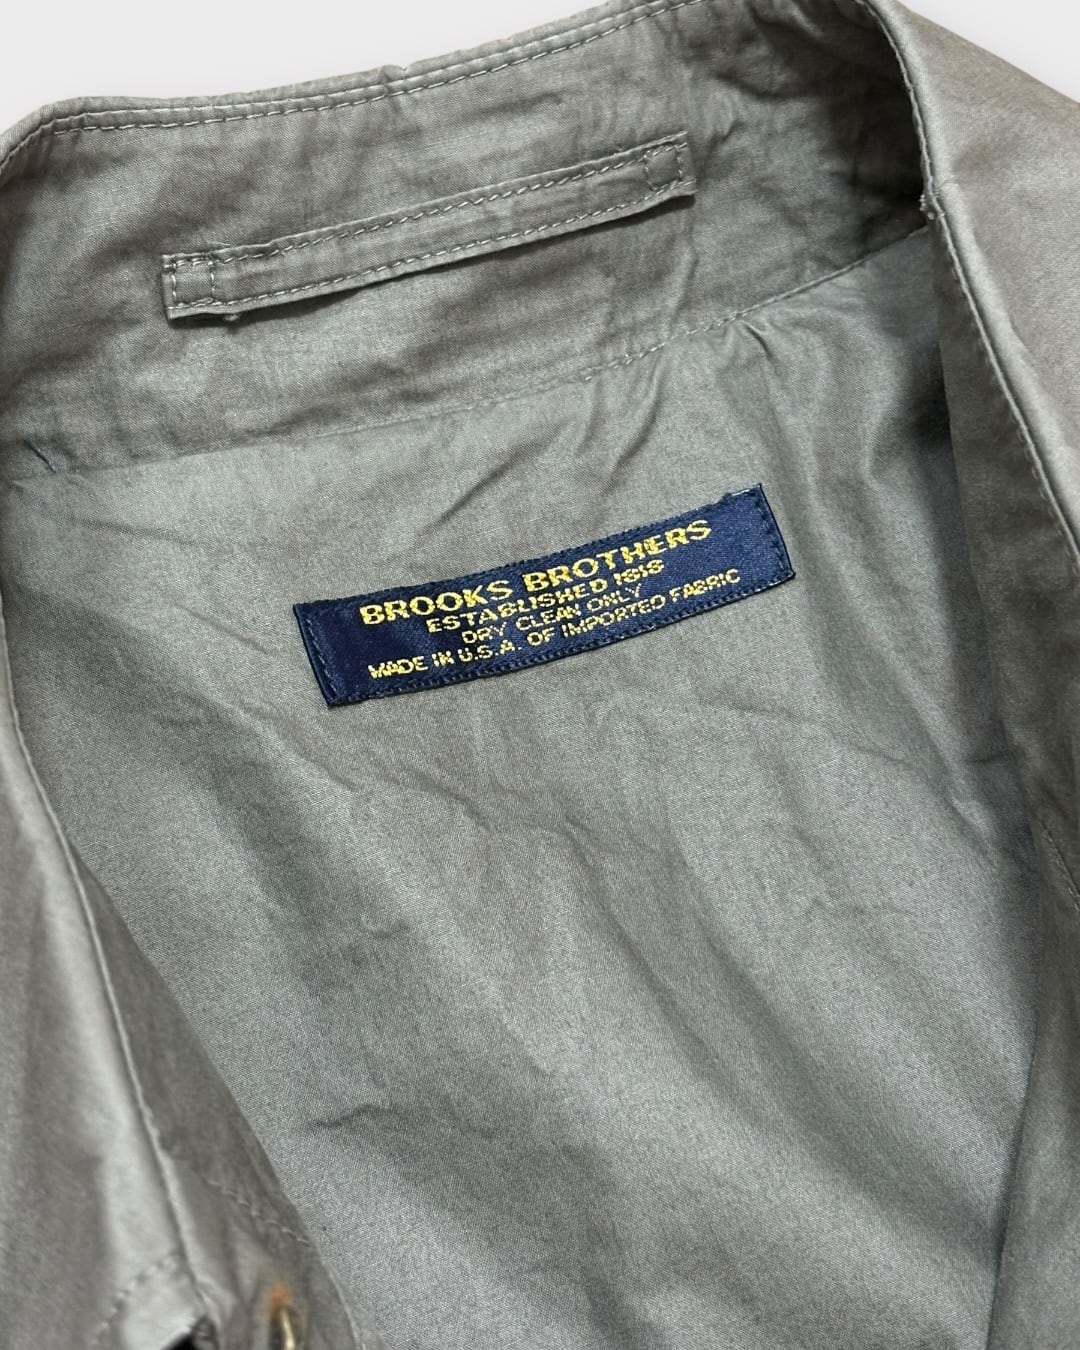 BROOKS BROTHERS
ESTABLISHED 1818
DRY CLEAN ONLY
MADE IN U.S.A. OF IMPORTED FABRIC